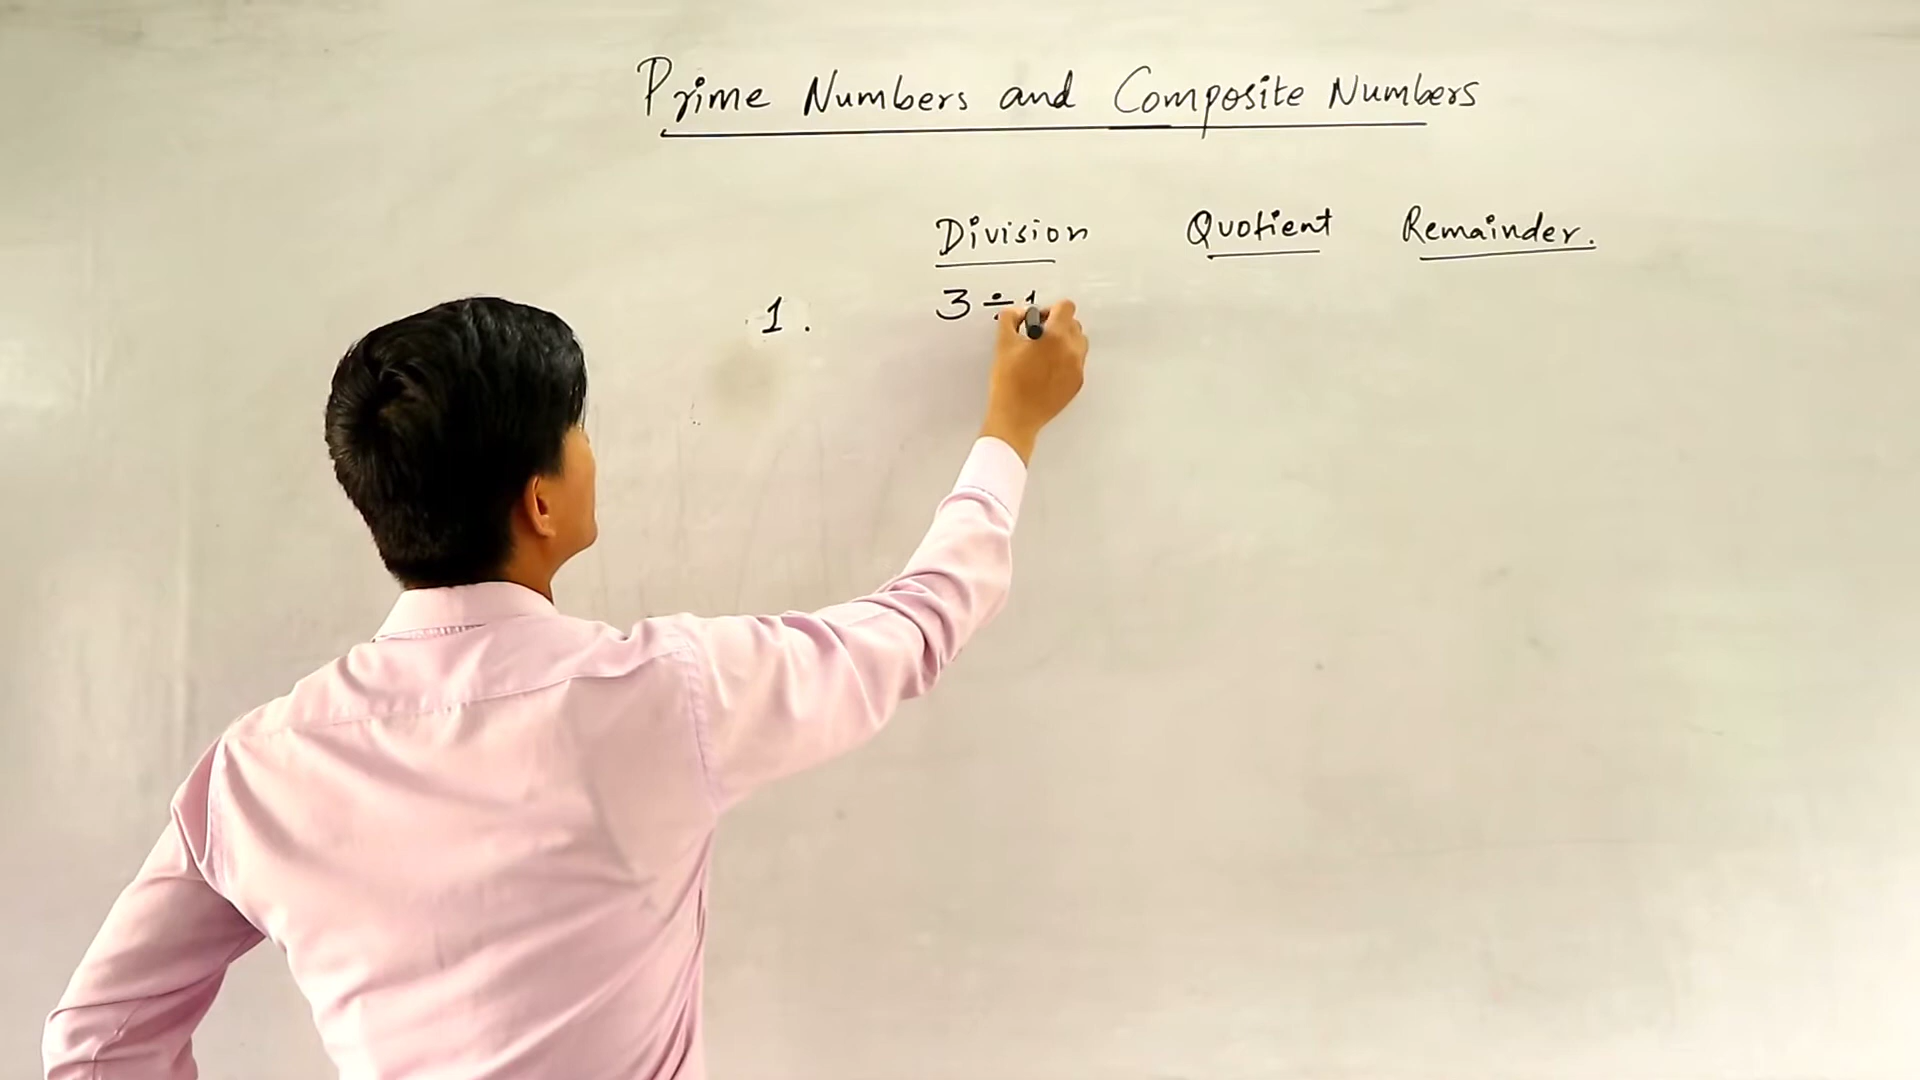 Prime Numbers and Composite Numbers
Division Quotient Remainder.
1. 3 ÷ 1